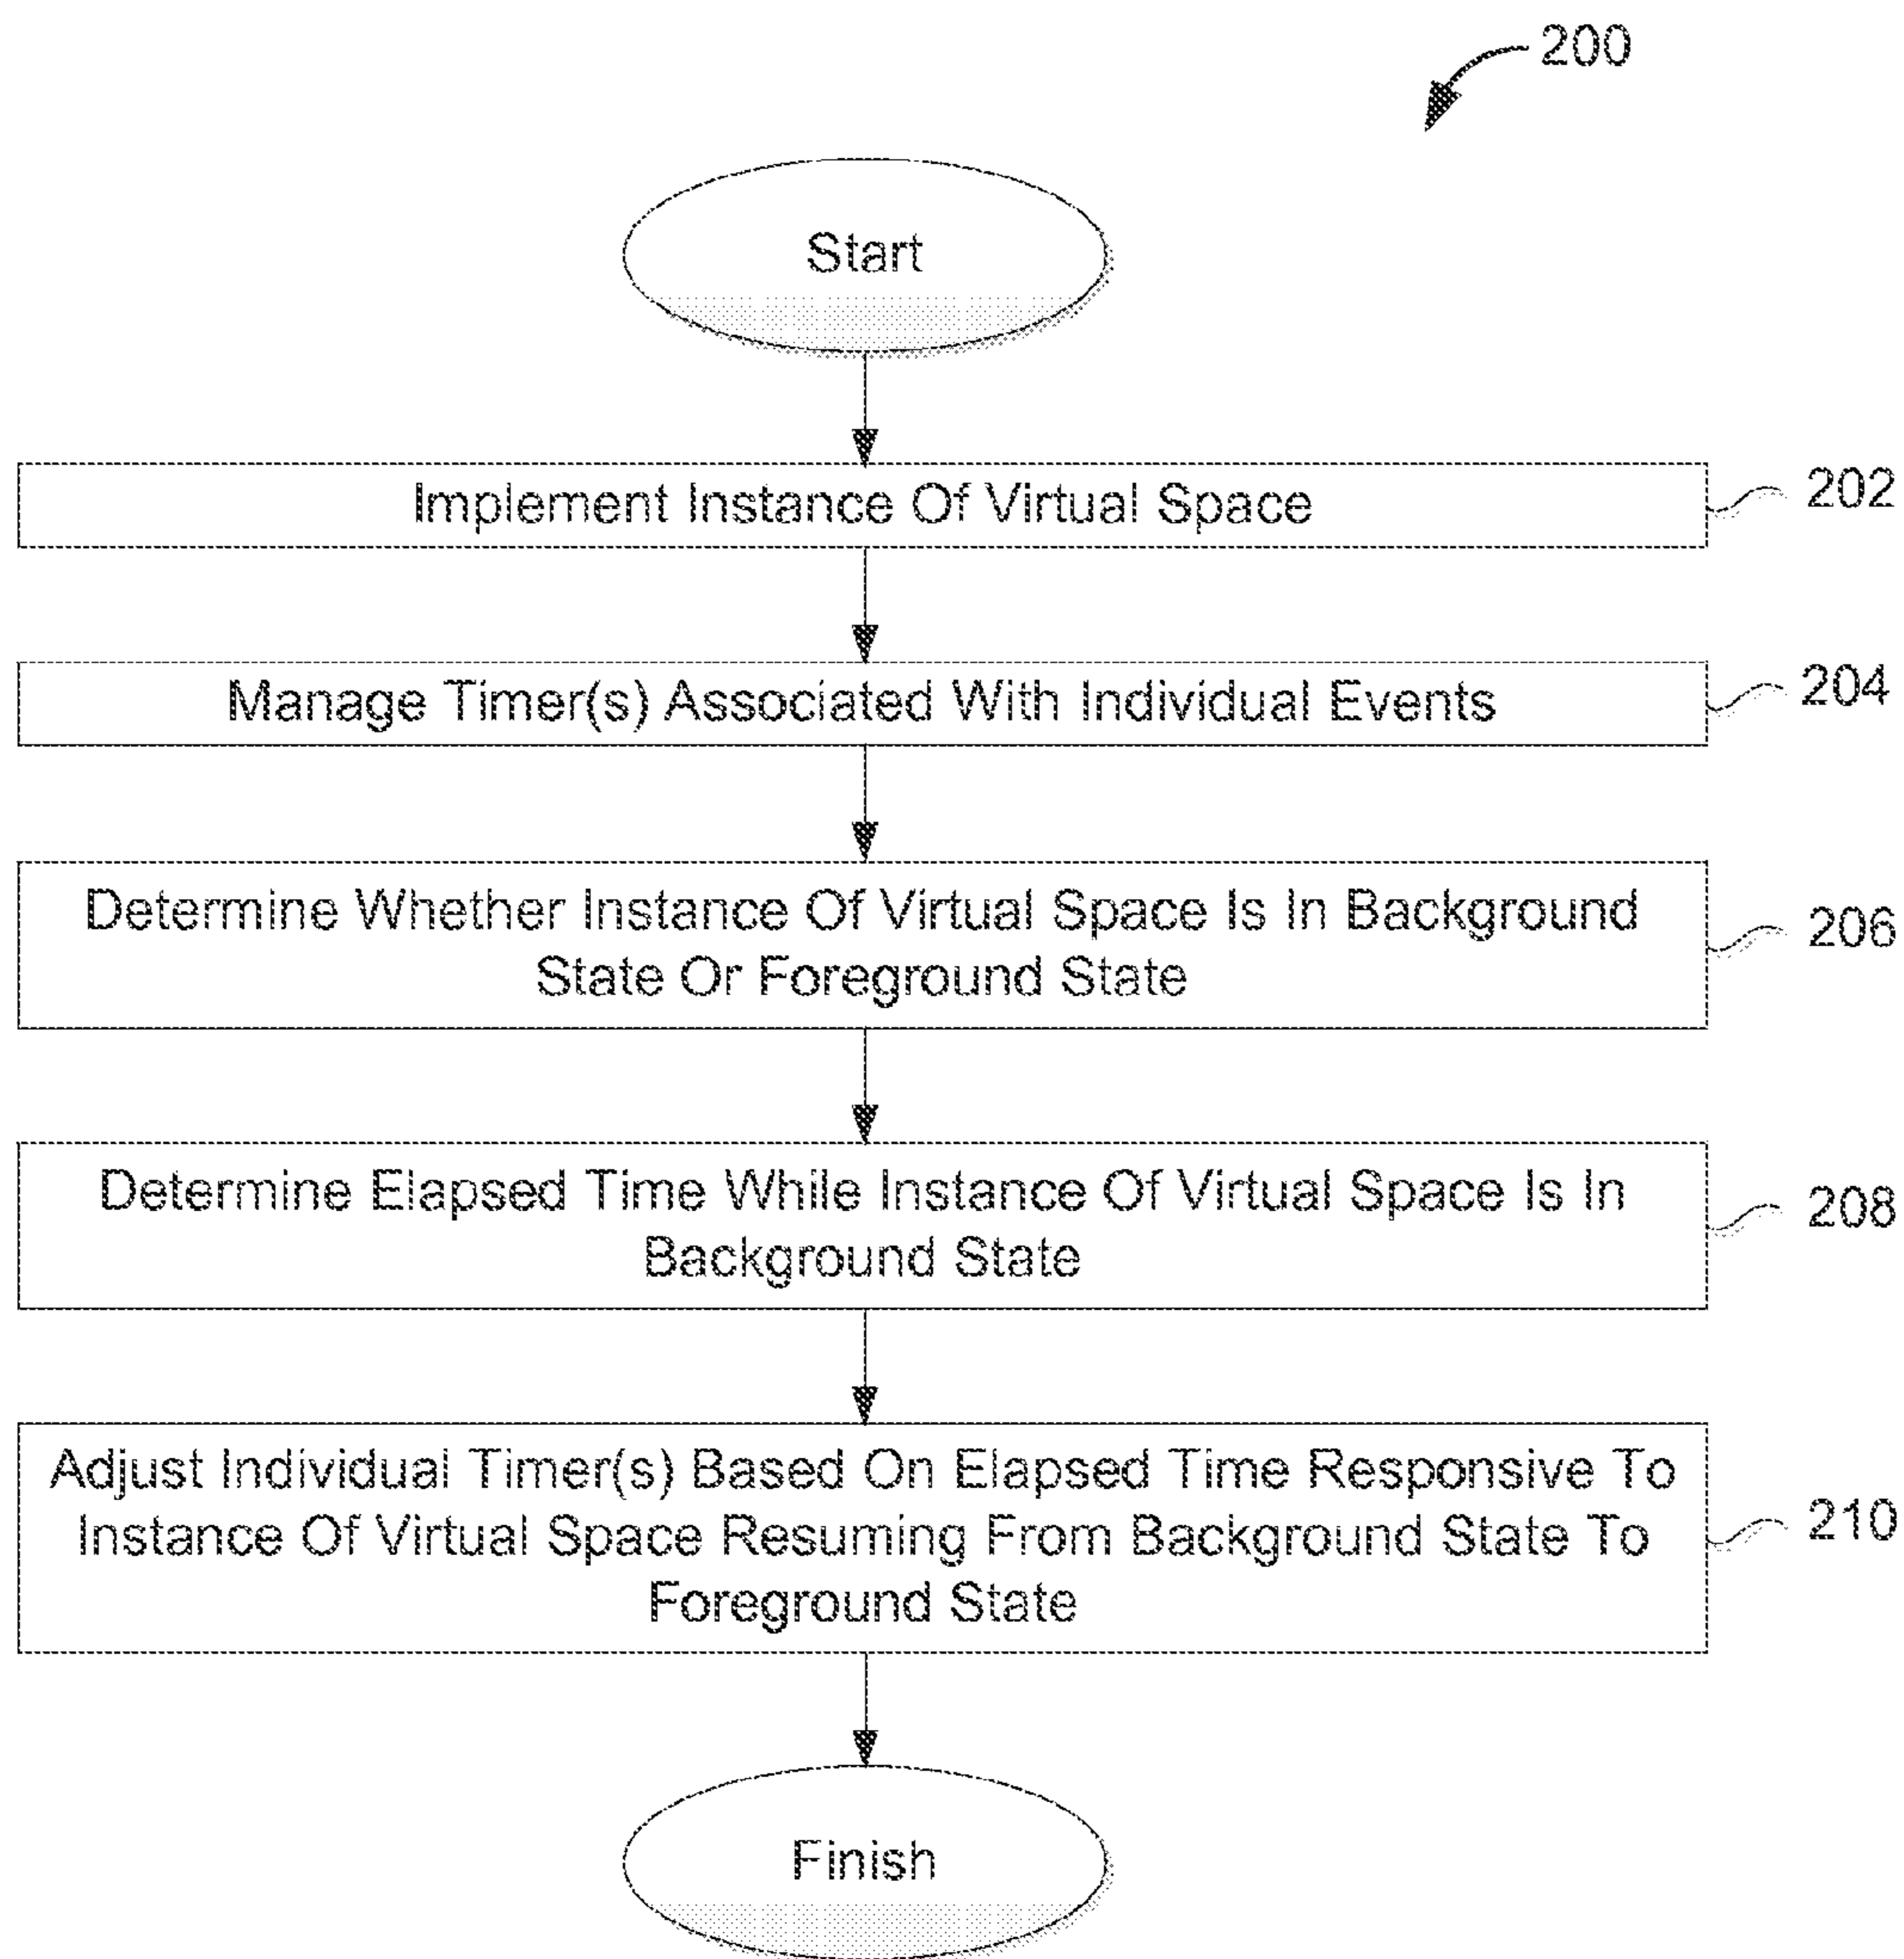 200
Start
Implement Instance Of Virtual Space
202
Manage Timer(s) Associated With Individual Events
204
Determine Whether Instance Of Virtual Space Is In Background
State Or Foreground State
206
Determine Elapsed Time While Instance Of Virtual Space Is In
Background State
208
Adjust Individual Timer(s) Based On Elapsed Time Responsive To
Instance Of Virtual Space Resuming From Background State To
Foreground State
210
Finish